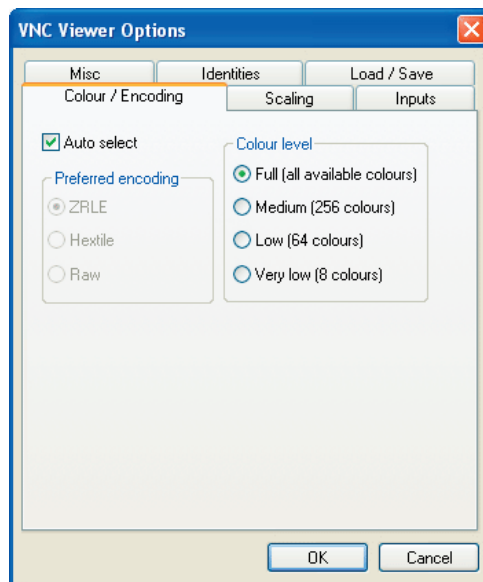 VNC Viewer Options
Misc Identities Load / Save
Colour / Encoding Scaling Inputs
Auto select
Preferred encoding
ZRLE
Hextile
Raw
Colour level
Full (all available colours)
Medium (256 colours)
Low (64 colours)
Very low (8 colours)
OK Cancel